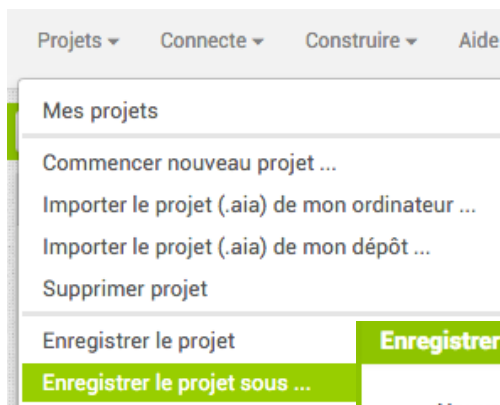 Projets Connecte Construire Aide
Mes projets
Commencer nouveau projet ...
Importer le projet (.aia) de mon ordinateur ...
Importer le projet (.aia) de mon dépôt ...
Supprimer projet
Enregistrer le projet
Enregistrer
Enregistrer le projet sous ...